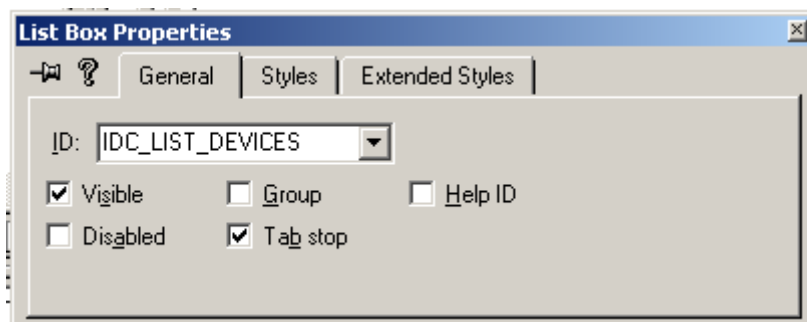 List Box Properties
General Styles Extended Styles
ID: IDC_LIST_DEVICES
Visible Group Help ID
Disabled Tab stop